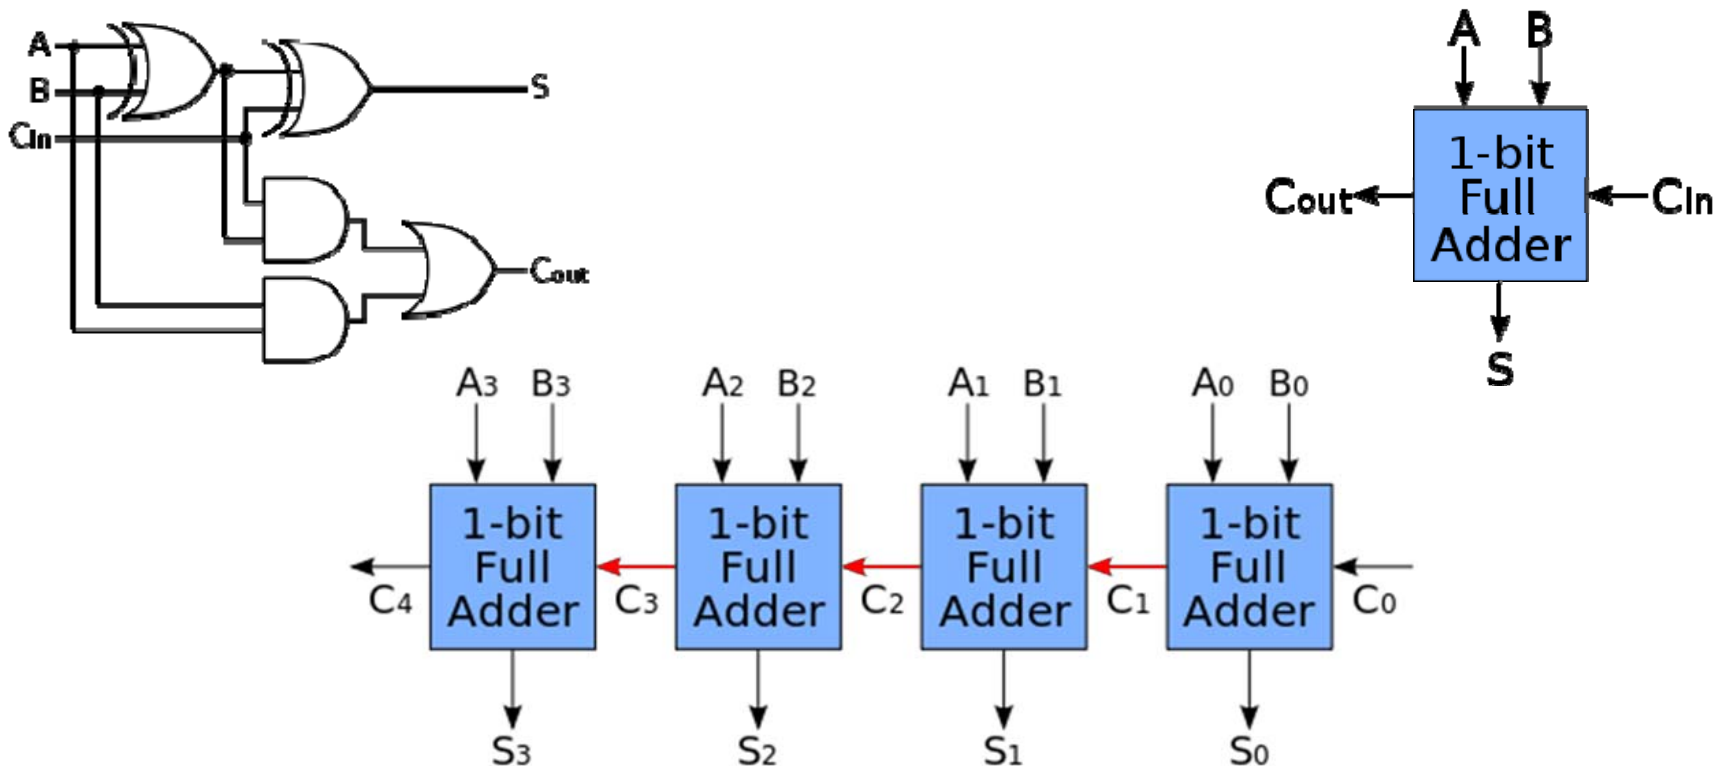 A
B
CIn
S
Cout
A B
1-bit
Full
Adder
Cout
CIn
S
A3 B3 A2 B2 A1 B1 A0 B0
1-bit
Full
Adder
1-bit
Full
Adder
1-bit
Full
Adder
1-bit
Full
Adder
C4 C3 C2 C1 C0
S3 S2 S1 S0